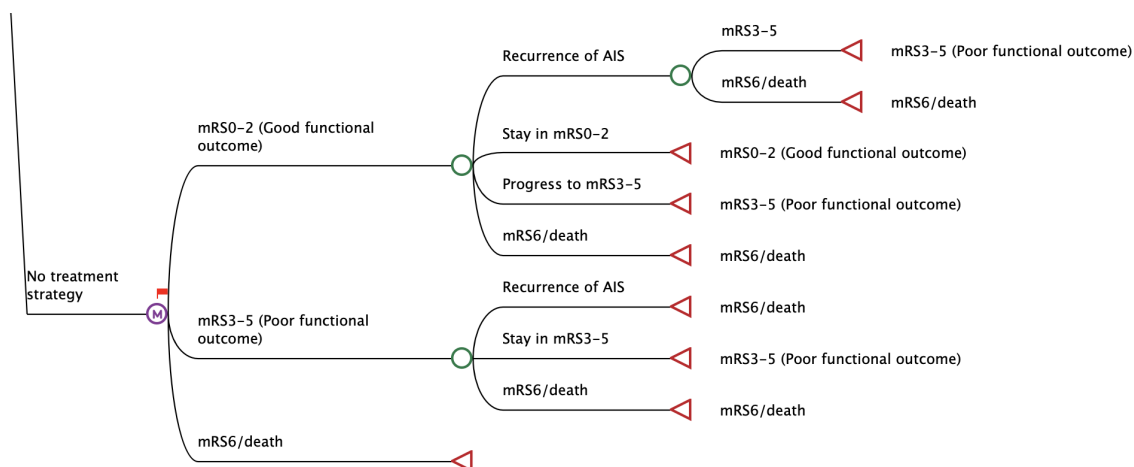 mRS3-5
Recurrence of AIS
mRS3-5 (Poor functional outcome)
mRS6/death
mRS6/death
mRS0-2 (Good functional
outcome)
Stay in mRS0-2
mRS0-2 (Good functional outcome)
Progress to mRS3-5
mRS3-5 (Poor functional outcome)
mRS6/death
mRS6/death
No treatment
strategy
M
Recurrence of AIS
mRS6/death
mRS3-5 (Poor functional
outcome)
Stay in mRS3-5
mRS3-5 (Poor functional outcome)
mRS6/death
mRS6/death
mRS6/death